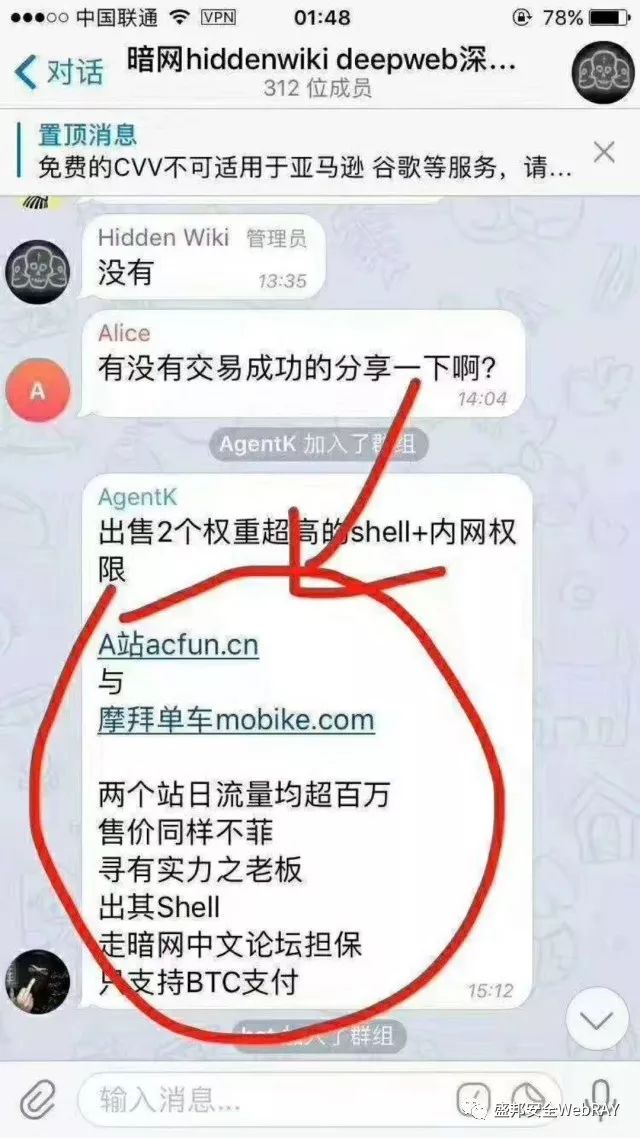 中国联通 VPN 01:48 78%
对话
暗网hiddenwiki deepweb深...
312 位成员
置顶消息
免费的CVV不可适用于亚马逊 谷歌等服务，请...
Hidden Wiki 管理员
没有
13:35
Alice
有没有交易成功的分享一下啊?
A
14:04
AgentK 加入了群组
AgentK
出售2个权重超高的shell+内网权
限
A站acfun.cn
与
摩拜单车mobike.com
两个站日流量均超百万
售价同样不菲
寻有实力之老板
出其Shell
走暗网中文论坛担保
只支持BTC支付
15:12
加入了群组
输入消息...
盛邦安全WebRAY